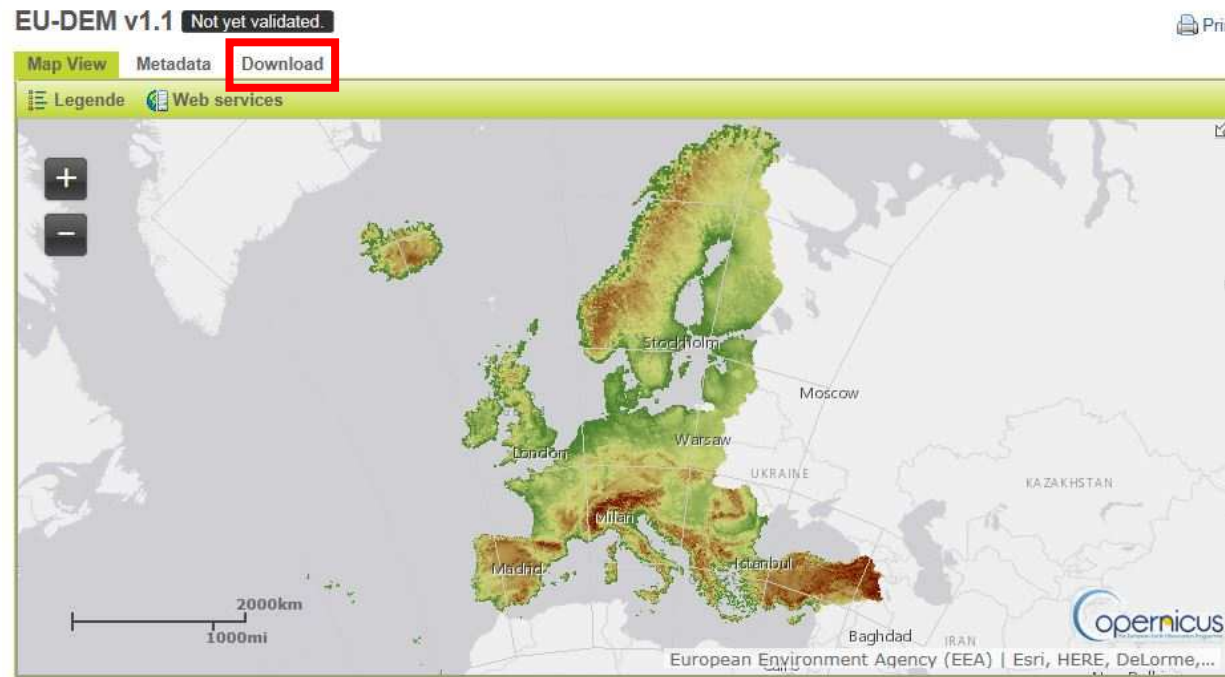 EU-DEM v1.1 Not yet validated.
Map View Metadata Download
Legende Web services
+
−
Stockholm
Moscow
Warsaw
London
UKRAINE
KAZAKHSTAN
Milan
Madrid
Istanbul
2000km
1000mi
Baghdad
IRAN
opernicus
European Environment Agency (EEA) | Esri, HERE, DeLorme,...